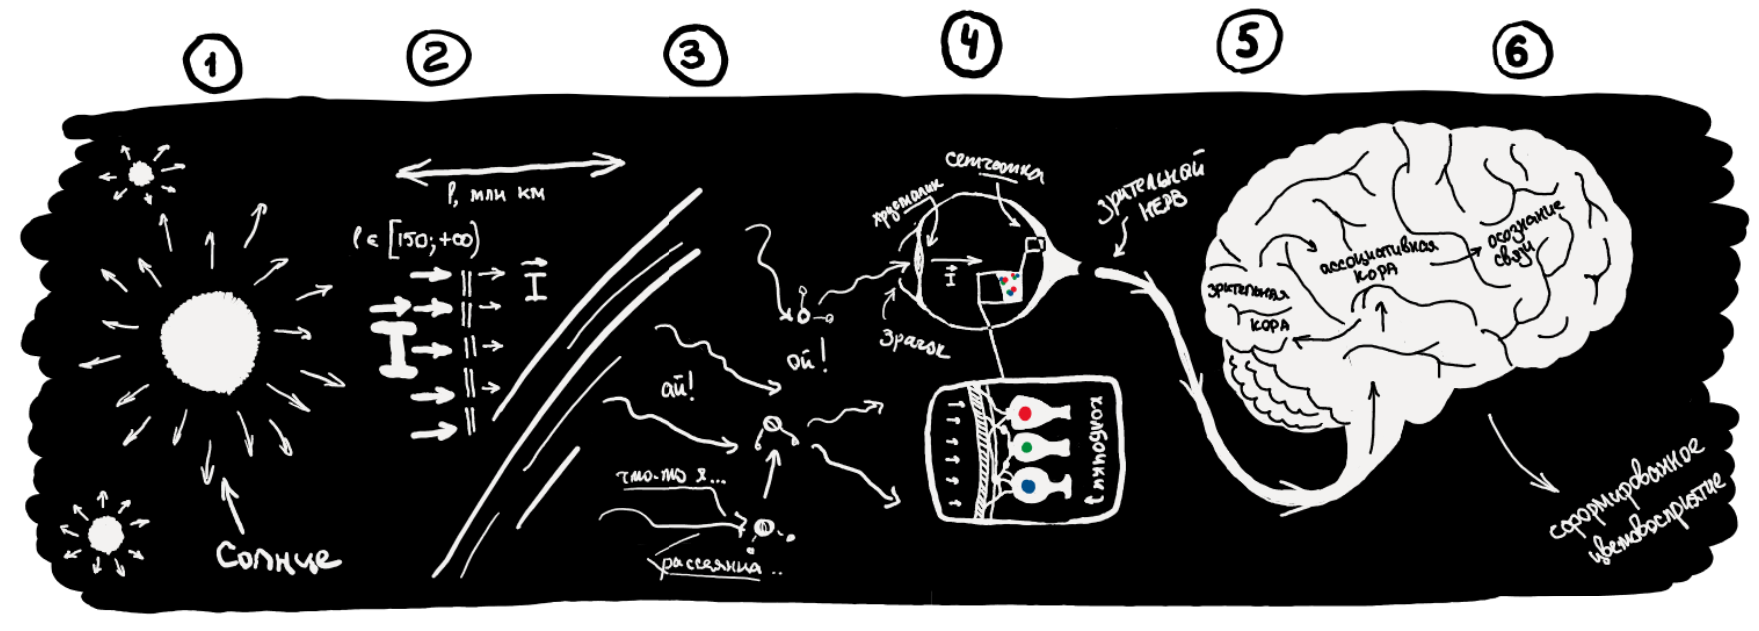 1
2
3
4
5
6
l, млн км
l ∈ [150; +∞)
I
I
Солнце
ай!
ой!
что-то я...
рассеянна..
хрусталик
сетчатка
I
зрачок
колбочки
зрительный
нерв
зрительная
кора
ассоциативная
кора
осознание
связи
сформированное
цветовосприятие